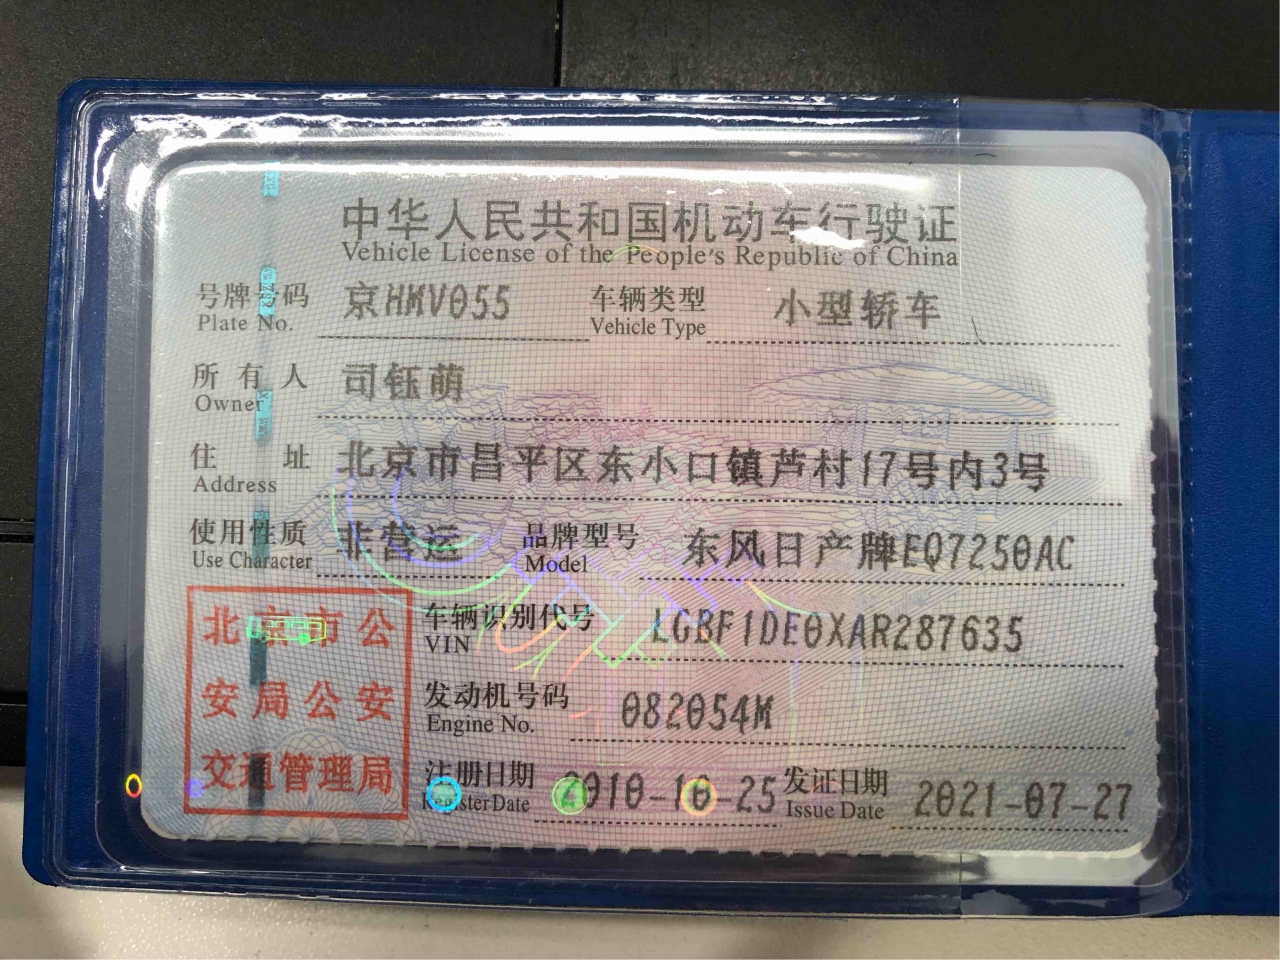 中华人民共和国机动车行驶证
Vehicle License of the People's Republic of China
号牌号码 京HMV055 车辆类型 小型轿车
Plate No. Vehicle Type
所有人 司钰萌
Owner
住址 北京市昌平区东小口镇芦村17号内3号
Address
使用性质 非营运 品牌型号 东风日产牌EQ7250AC
Use Character Model
北京市公
安局公安
交通管理局
车辆识别代号 LGBF1DE0XAR287635
VIN
发动机号码 082054M
Engine No.
注册日期 2010-10-25 发证日期 2021-07-27
Register Date Issue Date